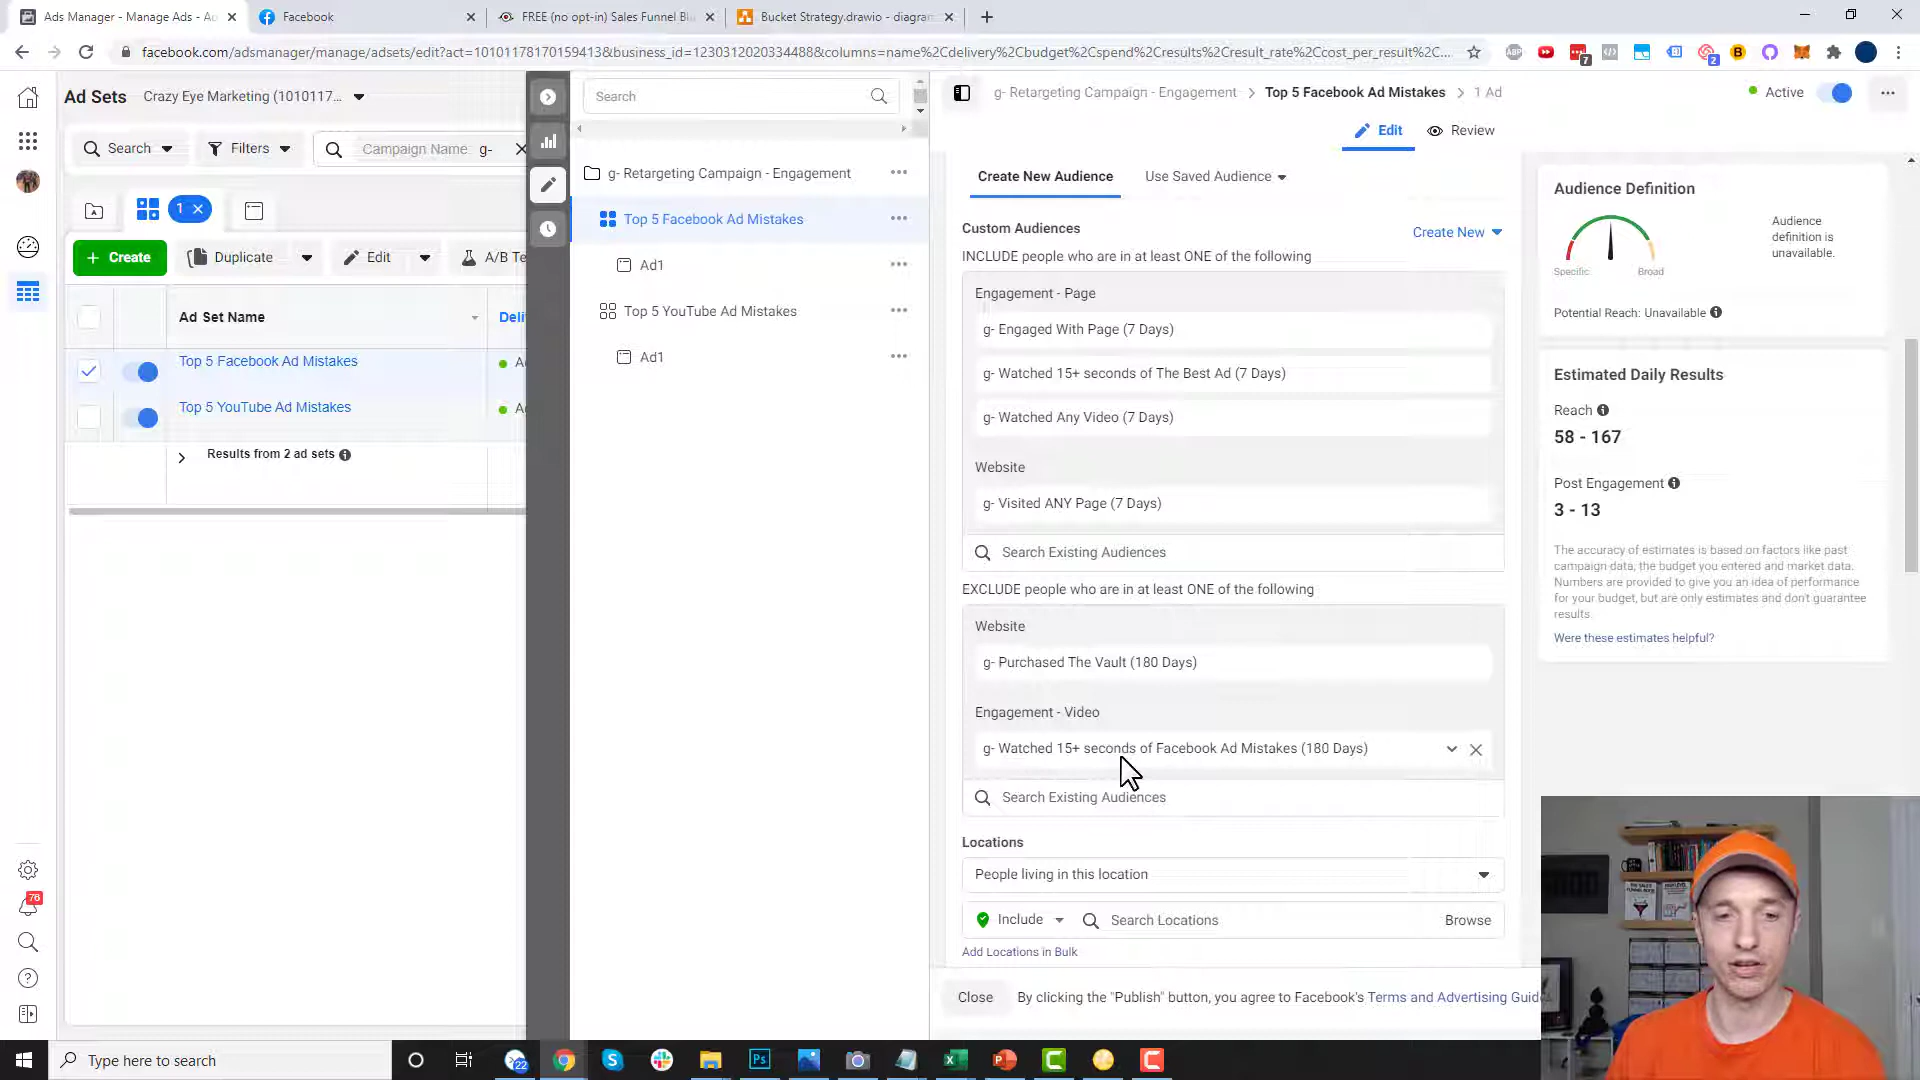 Ads Manager - Manage Ads - Ad
Facebook
FREE (no opt-in) Sales Funnel Bl
Bucket Strategy.drawio - diagram
facebook.com/adsmanager/manage/adsets/edit?act=10101178170159413&business_id=1230312020334488&columns=name%2Cdelivery%2Cbudget%2Cspend%2Cresults%2Cresult_rate%2Ccost_per_result%2C...
ABP
7
2
B
Ad Sets
Crazy Eye Marketing (1010117...
Search
Filters
Campaign Name: g-
1
Create
Duplicate
Edit
A/B Te
Ad Set Name
Deli
Top 5 Facebook Ad Mistakes
A
Top 5 YouTube Ad Mistakes
A
Results from 2 ad sets
76
Search
g- Retargeting Campaign - Engagement
Top 5 Facebook Ad Mistakes
Ad1
Top 5 YouTube Ad Mistakes
Ad1
g- Retargeting Campaign - Engagement > Top 5 Facebook Ad Mistakes > 1 Ad
Active
Edit
Review
Create New Audience
Use Saved Audience
Custom Audiences
Create New
INCLUDE people who are in at least ONE of the following
Engagement - Page
g- Engaged With Page (7 Days)
g- Watched 15+ seconds of The Best Ad (7 Days)
g- Watched Any Video (7 Days)
Website
g- Visited ANY Page (7 Days)
Search Existing Audiences
EXCLUDE people who are in at least ONE of the following
Website
g- Purchased The Vault (180 Days)
Engagement - Video
g- Watched 15+ seconds of Facebook Ad Mistakes (180 Days)
Search Existing Audiences
Locations
People living in this location
Include
Search Locations
Browse
Add Locations in Bulk
Close
By clicking the "Publish" button, you agree to Facebook's Terms and Advertising Guide
Audience Definition
Specific
Broad
Audience
definition is
unavailable.
Potential Reach: Unavailable
Estimated Daily Results
Reach
58 - 167
Post Engagement
3 - 13
The accuracy of estimates is based on factors like past
campaign data, the budget you entered and market data.
Numbers are provided to give you an idea of performance
for your budget, but are only estimates and don't guarantee
results.
Were these estimates helpful?
Type here to search
22
Ps